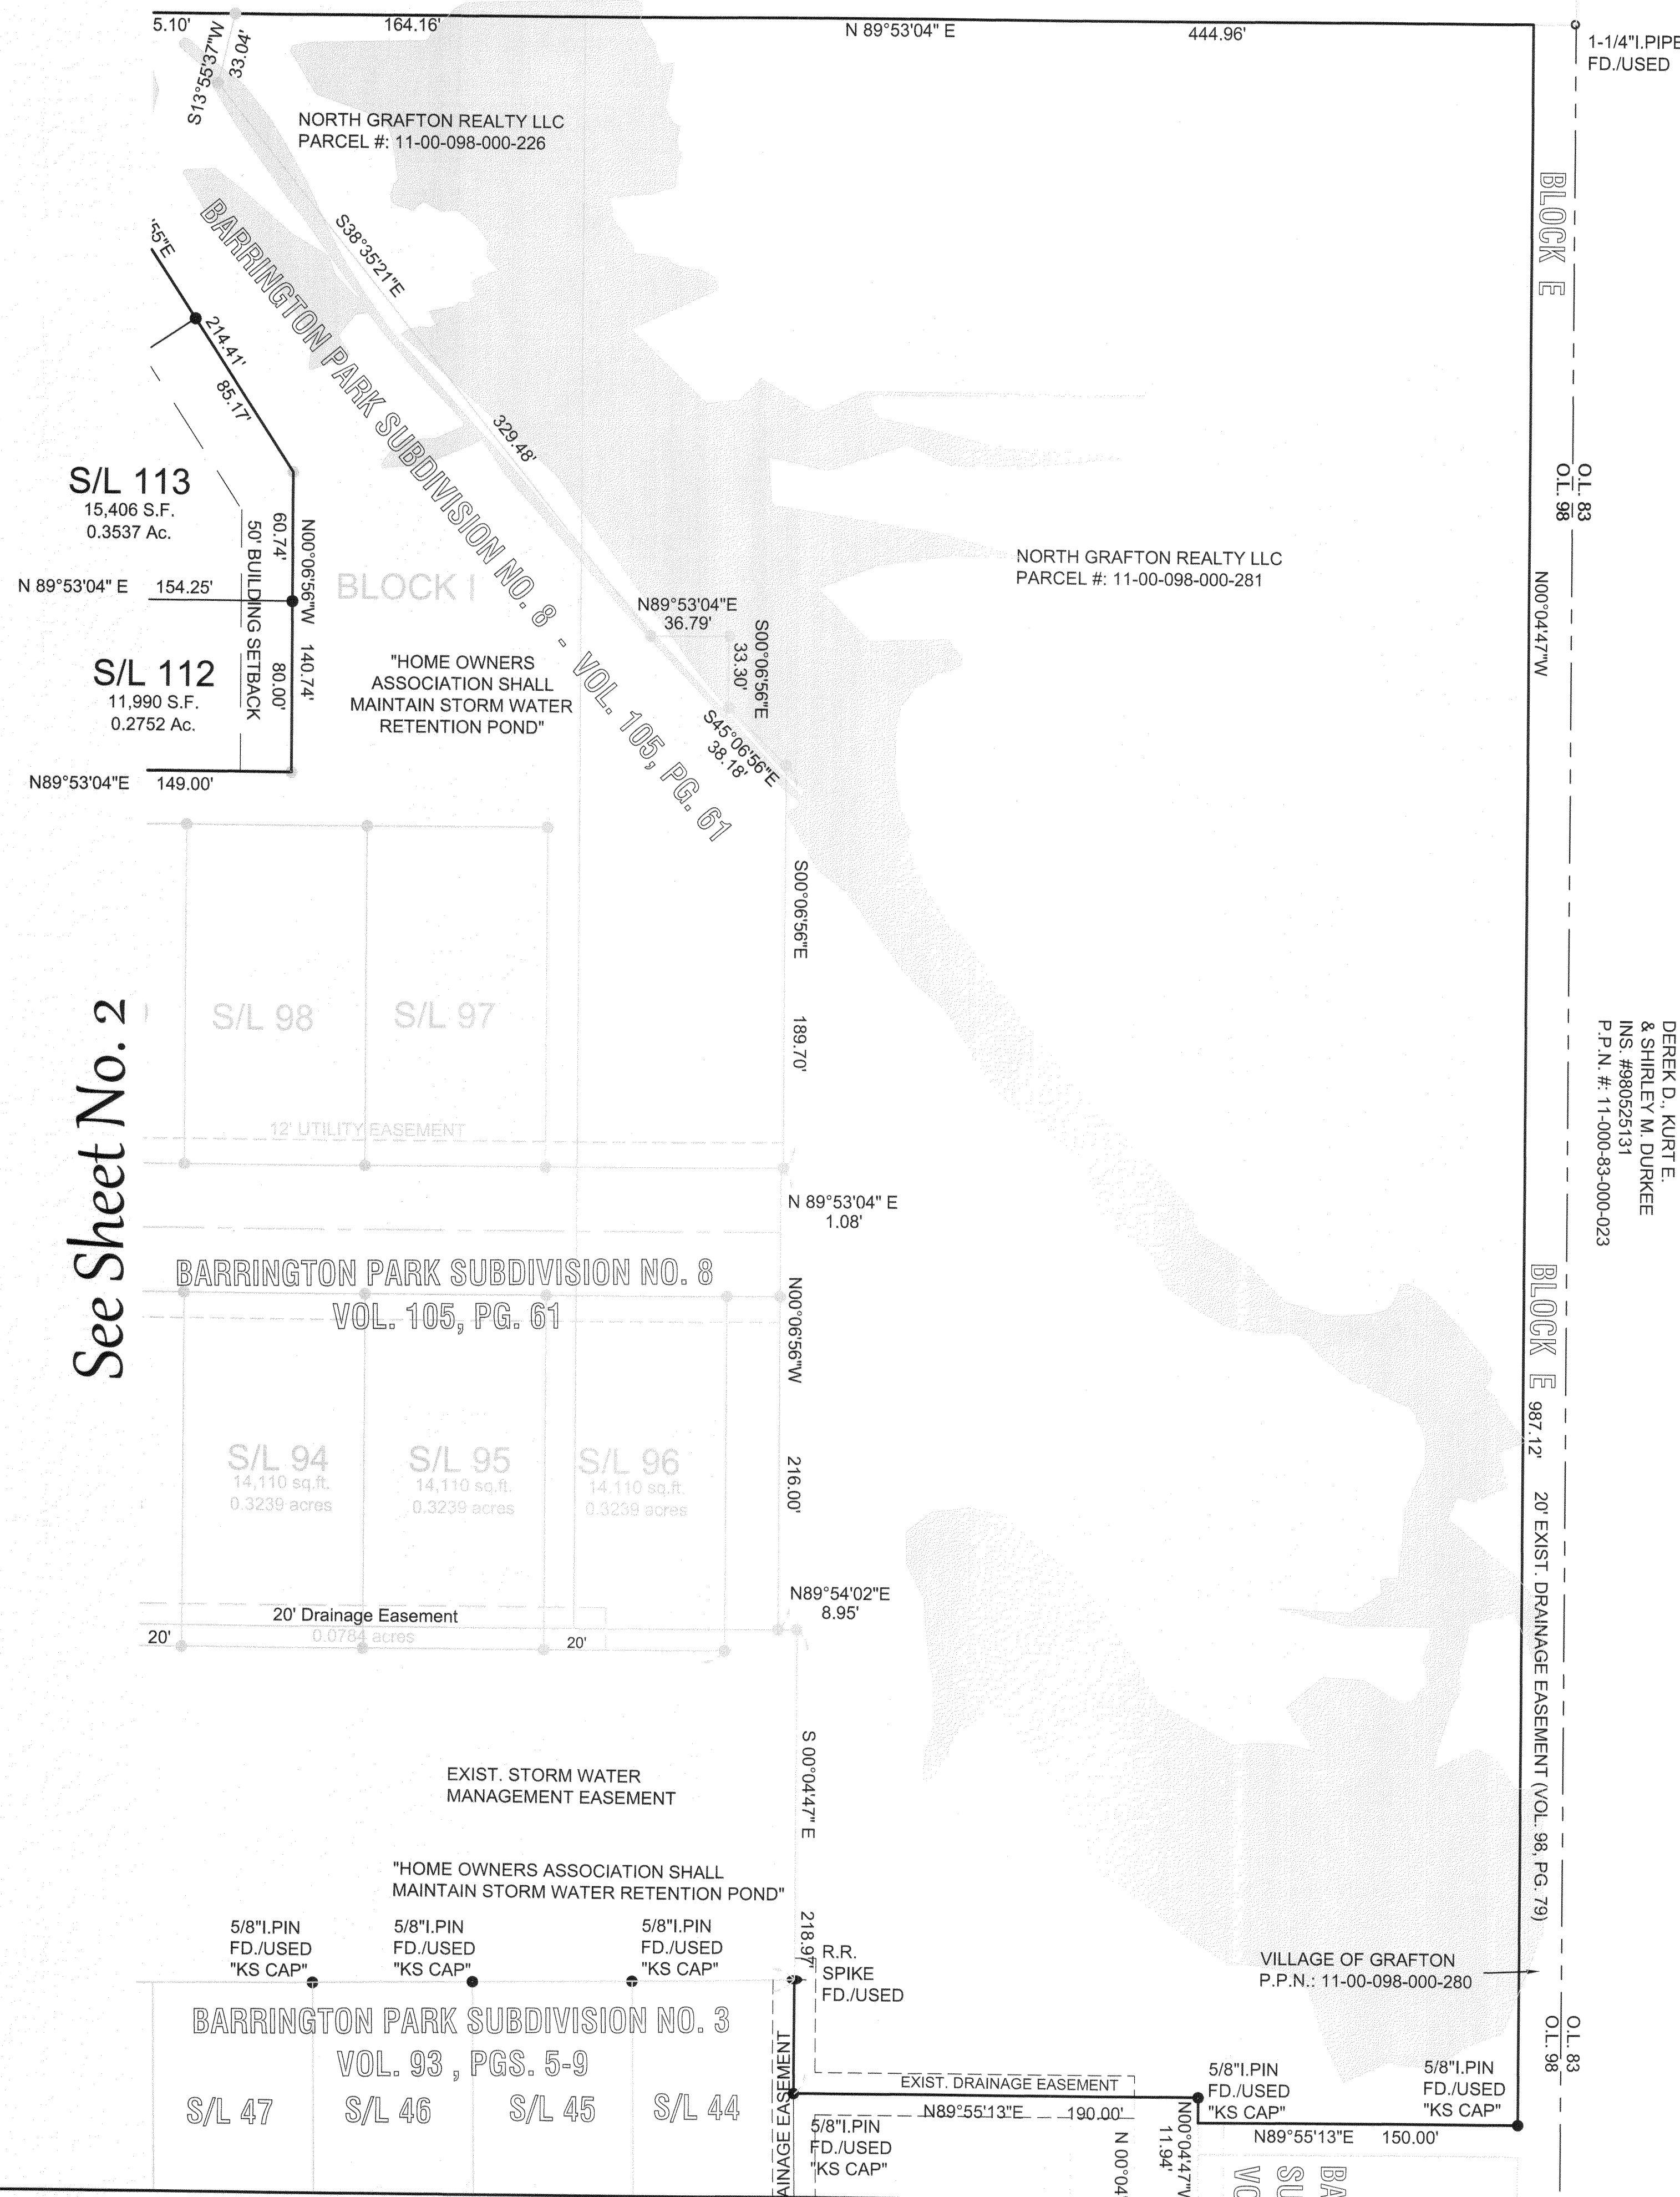 5.10'
164.16'
N 89°53'04" E
444.96'
1-1/4"I.PIPE
FD./USED
S13°55'37"W
33.04'
NORTH GRAFTON REALTY LLC
PARCEL #: 11-00-098-000-226
BLOCK E
BARRINGTON PARK SUBDIVISION NO. 8 - VOL. 105, PG. 61
S38°35'21"E
329.48'
55"E
214.41'
85.17'
O.L. 83
O.L. 98
S/L 113
15,406 S.F.
0.3537 Ac.
60.74'
50' BUILDING SETBACK
N00°06'56"W 140.74'
BLOCK I
NORTH GRAFTON REALTY LLC
PARCEL #: 11-00-098-000-281
N00°04'47"W
N 89°53'04" E 154.25'
N89°53'04"E
36.79'
S00°06'56"E
33.30'
S/L 112
11,990 S.F.
0.2752 Ac.
80.00'
"HOME OWNERS
ASSOCIATION SHALL
MAINTAIN STORM WATER
RETENTION POND"
S45°06'56"E
38.18'
N89°53'04"E 149.00'
S00°06'56"E 189.70'
S/L 98
S/L 97
See Sheet No. 2
DEREK D., KURT E.
& SHIRLEY M. DURKEE
INS. #980525131
P.P.N. #: 11-000-83-000-023
12' UTILITY EASEMENT
N 89°53'04" E
1.08'
BARRINGTON PARK SUBDIVISION NO. 8
VOL. 105, PG. 61
N00°06'56"W 216.00'
BLOCK E
987.12'
20' EXIST. DRAINAGE EASEMENT (VOL. 98, PG. 79)
S/L 94
14,110 sq.ft.
0.3239 acres
S/L 95
14,110 sq.ft.
0.3239 acres
S/L 96
14.110 sq.ft.
0.3239 acres
N89°54'02"E
8.95'
20' Drainage Easement
0.0784 acres
20'
20'
S 00°04'47" E 218.97'
EXIST. STORM WATER
MANAGEMENT EASEMENT
"HOME OWNERS ASSOCIATION SHALL
MAINTAIN STORM WATER RETENTION POND"
5/8"I.PIN
FD./USED
"KS CAP"
5/8"I.PIN
FD./USED
"KS CAP"
5/8"I.PIN
FD./USED
"KS CAP"
R.R.
SPIKE
FD./USED
VILLAGE OF GRAFTON
P.P.N.: 11-00-098-000-280
O.L. 83
O.L. 98
BARRINGTON PARK SUBDIVISION NO. 3
VOL. 93 , PGS. 5-9
S/L 47
S/L 46
S/L 45
S/L 44
AINAGE EASEMENT
EXIST. DRAINAGE EASEMENT
N89°55'13"E 190.00'
5/8"I.PIN
FD./USED
"KS CAP"
5/8"I.PIN
FD./USED
"KS CAP"
5/8"I.PIN
FD./USED
"KS CAP"
N89°55'13"E 150.00'
N00°04'47"W
11.94'
N 00°04'
BA
SU
VO